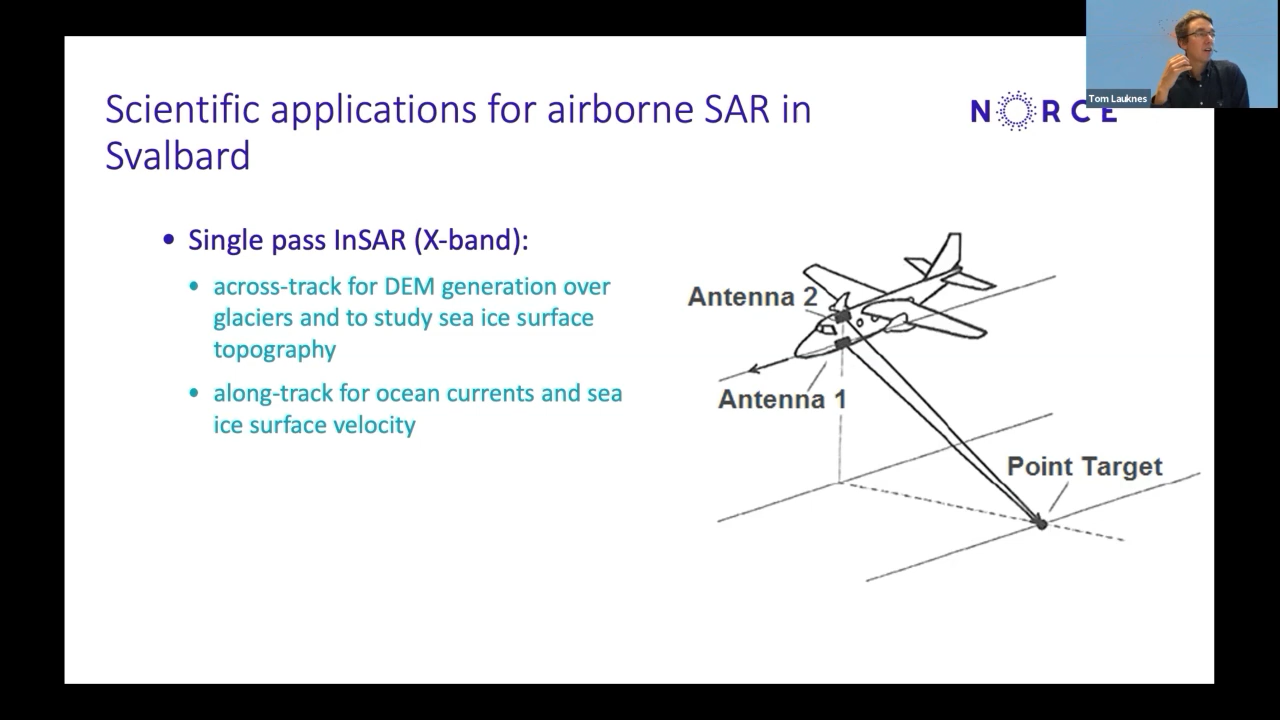 Scientific applications for airborne SAR in
Svalbard
NORCE
Tom Lauknes
• Single pass InSAR (X-band):
• across-track for DEM generation over
glaciers and to study sea ice surface
topography
• along-track for ocean currents and sea
ice surface velocity
Antenna 2
Antenna 1
Point Target